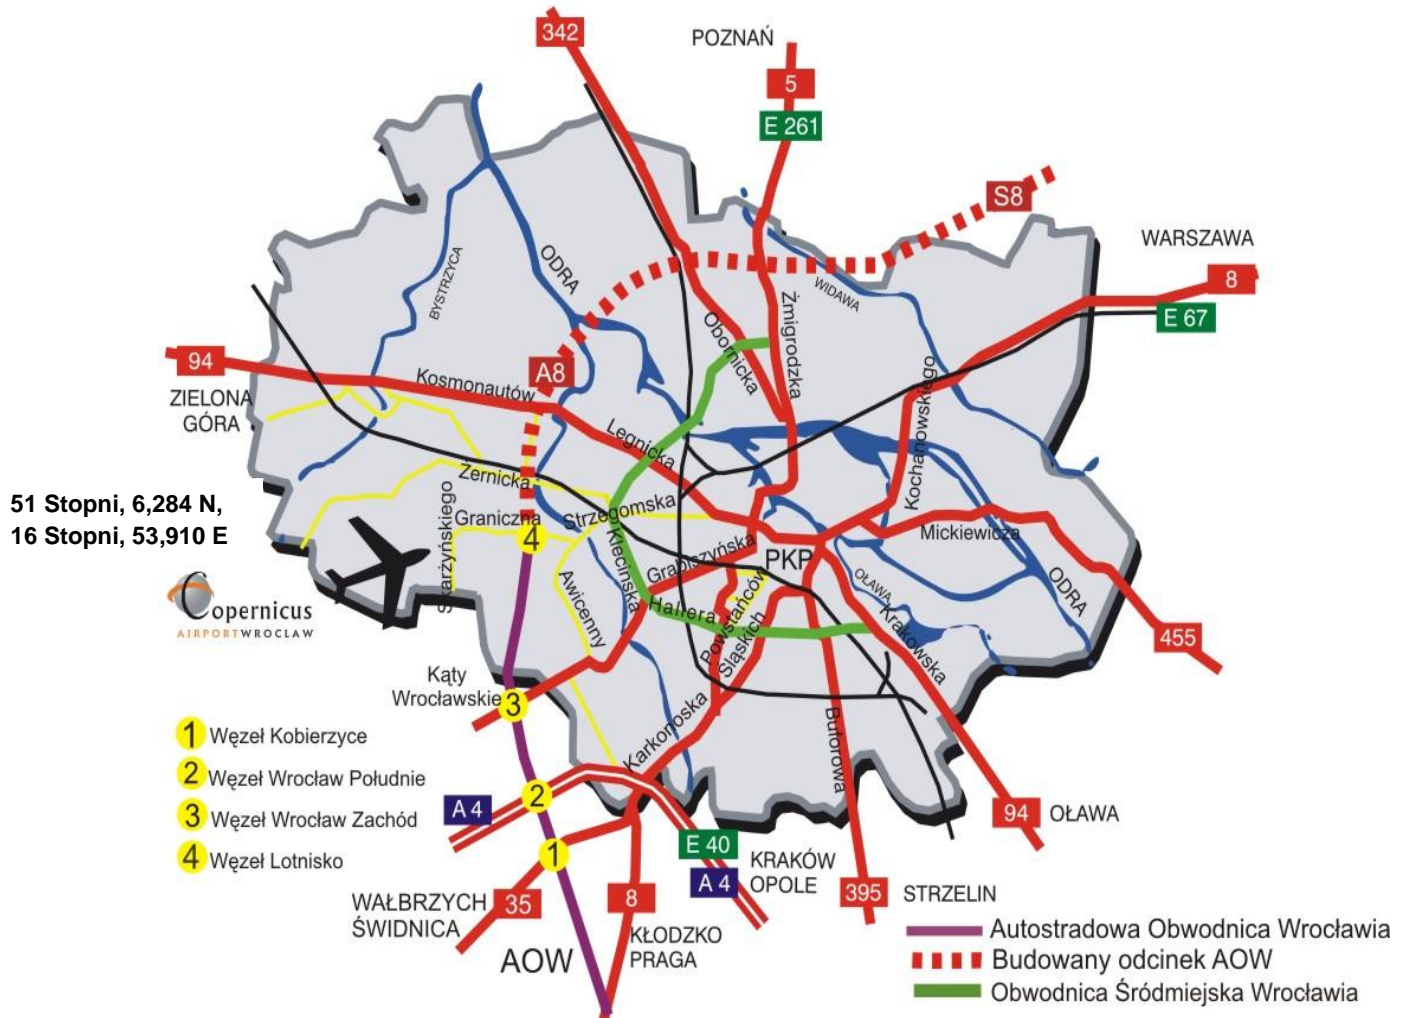 342
POZNAŃ
5
E 261
S8
WARSZAWA
8
E 67
ODRA
BYSTRZYCA
WIDAWA
Obornicka
Żmigrodzka
94
ZIELONA
GÓRA
A8
Kosmonautów
Legnicka
Kochanowskiego
Żernicka
51 Stopni, 6,284 N,
16 Stopni, 53,910 E
Skarżyńskiego
Graniczna
Strzegomska
4
Klecińska
Grabiszyńska
PKP
Mickiewicza
OŁAWA
ODRA
Awicenny
Hallera
Powstańców
Śląskich
Krakowska
455
Copernicus
AIRPORTWROCLAW
Kąty
Wrocławskie
3
Karkonoska
Buforowa
1 Węzeł Kobierzyce
2 Węzeł Wrocław Południe
3 Węzeł Wrocław Zachód
4 Węzeł Lotnisko
A 4
2
94
OŁAWA
1
E 40
A 4
KRAKÓW
OPOLE
WAŁBRZYCH
ŚWIDNICA
35
8
395
STRZELIN
KŁODZKO
PRAGA
AOW
Autostradowa Obwodnica Wrocławia
Budowany odcinek AOW
Obwodnica Śródmiejska Wrocławia